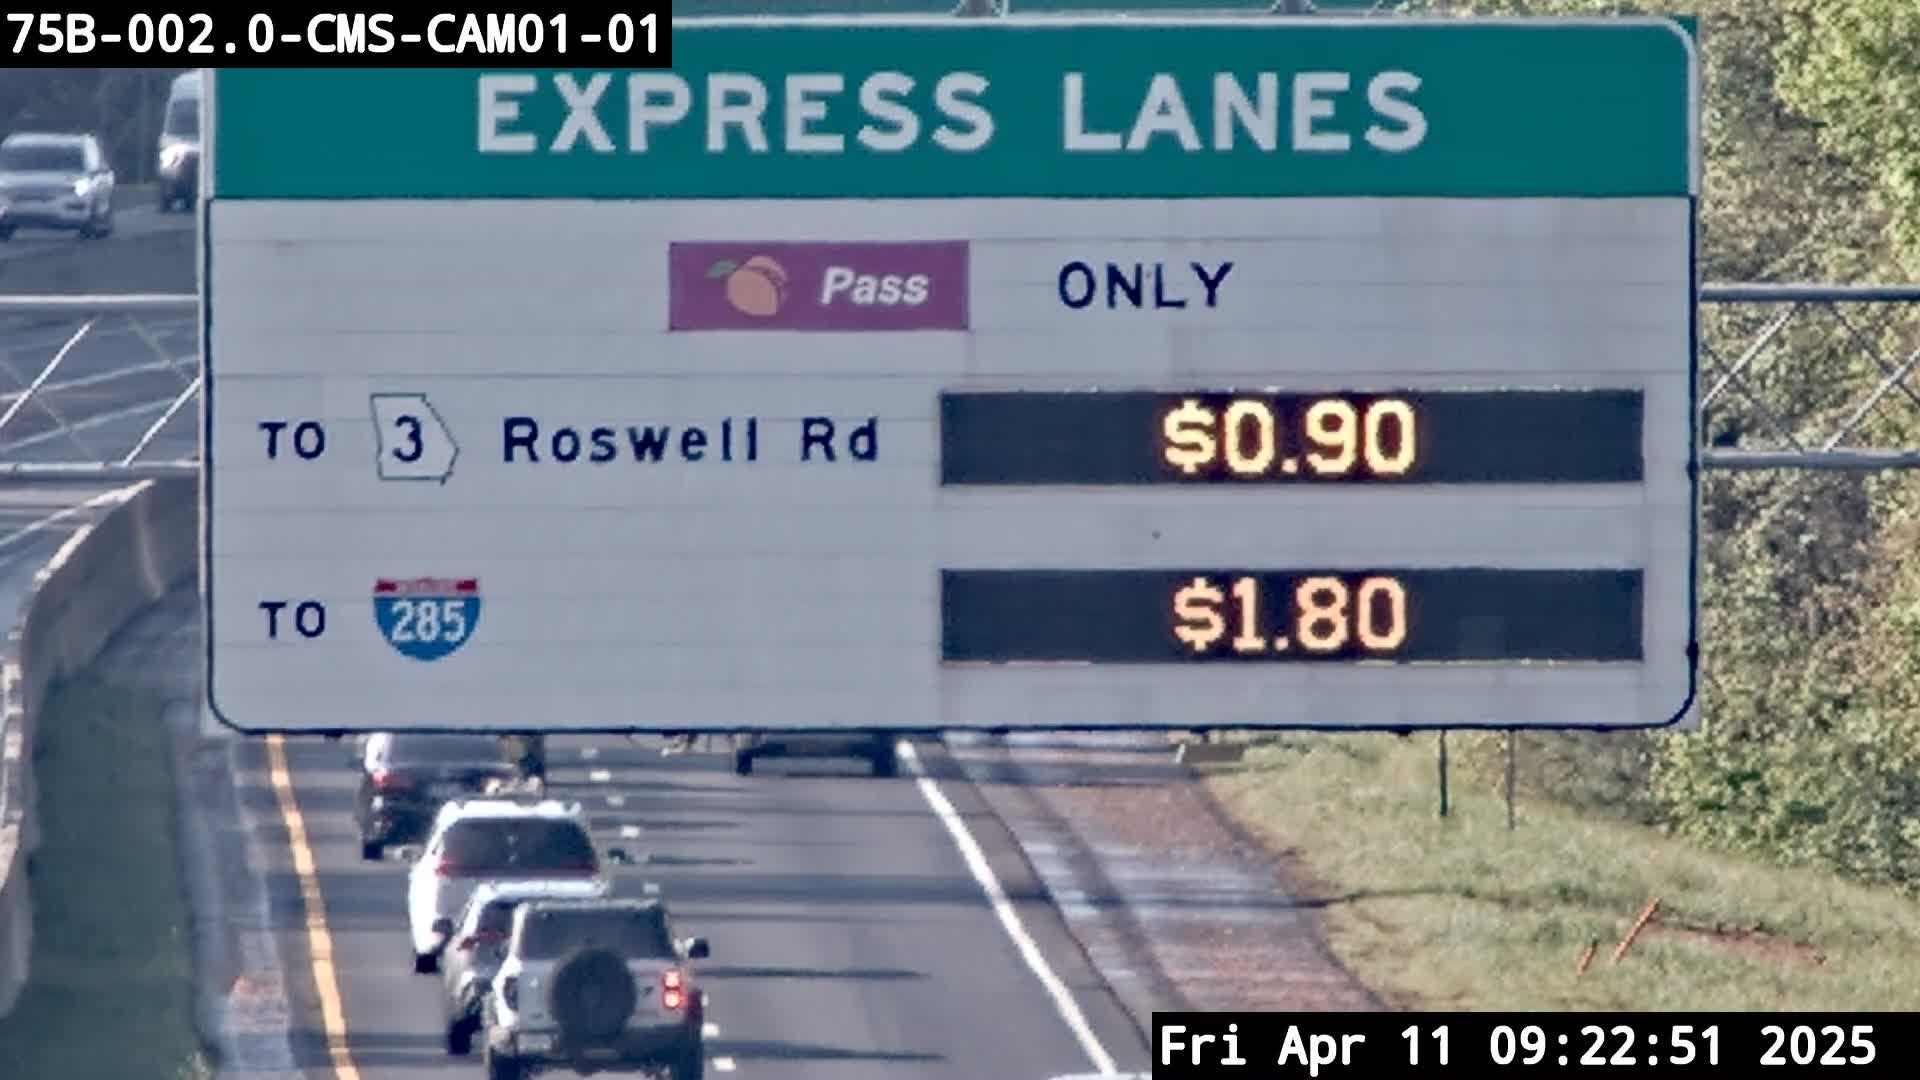 75B-002.0-CMS-CAM01-01
EXPRESS LANES
Pass ONLY
TO 3 Roswell Rd $0.90
TO 285 $1.80
Fri Apr 11 09:22:51 2025